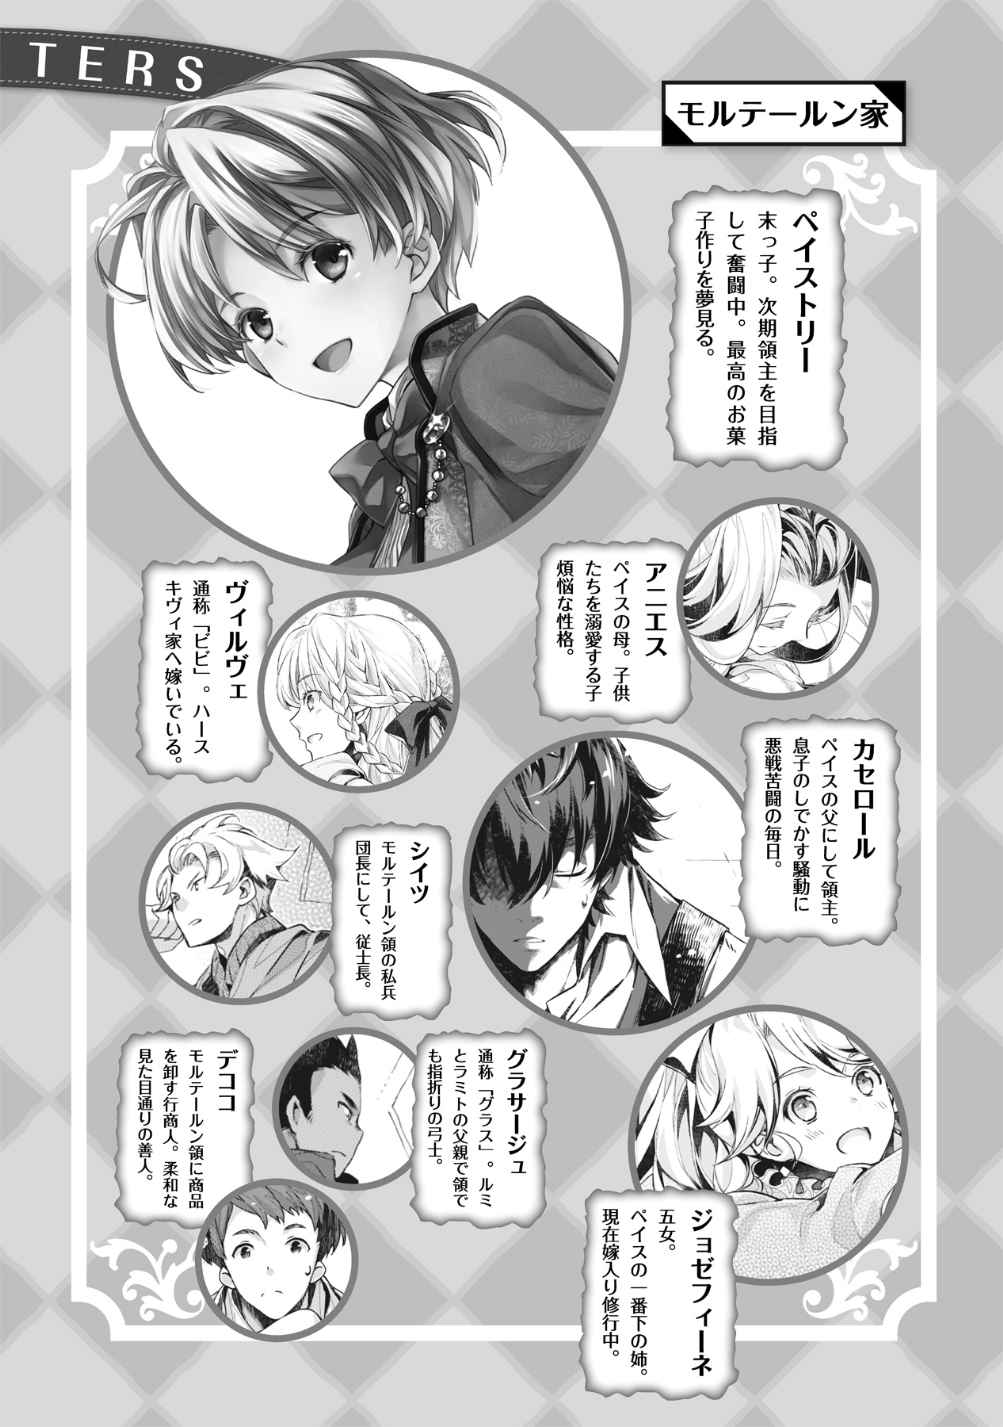 TERS
モルテールン家
ペイストリー
末っ子。次期領主を目指
して奮闘中。最高のお菓
子作りを夢見る。
アニエス
ペイスの母。子供
たちを溺愛する子
煩悩な性格。
ヴィルヴェ
通称「ビビ」。ハース
キヴィ家へ嫁いでいる。
カセロール
ペイスの父にして領主。
息子のしでかす騒動に
悪戦苦闘の毎日。
シイツ
モルテールン領の私兵
団長にして、従士長。
グラサージュ
通称「グラス」。ルミ
とラミトの父親で領で
も指折りの弓士。
デココ
モルテールン領に商品
を卸す行商人。柔和な
見た目通りの善人。
ジョゼフィーネ
五女。
ペイスの一番下の姉。
現在嫁入り修行中。